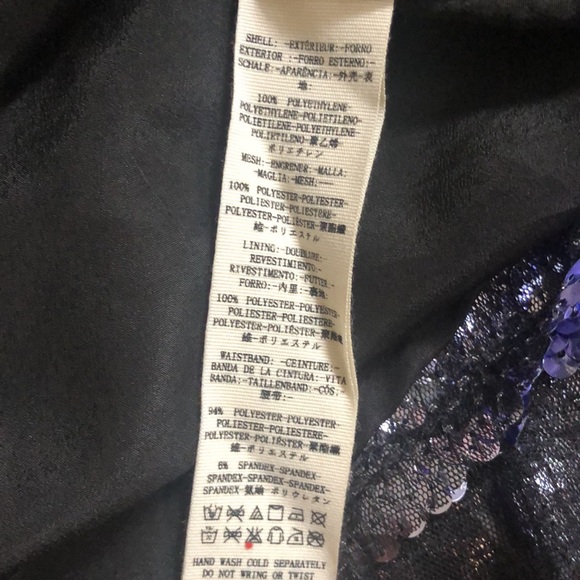 SHELL:-EXTÉRIEUR-FORRO
EXTERIOR :-FORRO ESTERNO:-
SCHALE:-APARÊNCIA:-外壳-表
地:
100% POLYETHYLENE-
POLYETHYLENE-POLIETILENO-
POLIETILENE-POLYETHYLENE
POLIETILENO-聚乙烯
ポリエチレン
MESH:-ENGRENER-MALLA-
-MAGLIA-MESH:——
100% POLYESTER-POLYESTER-
POLIÉSTER-POLIESTERE-
POLYESTER-POLIÉSTER-聚酯纖
維-ポリエステル
LINING:-DOUBLURE-
REVESTIMIENTO:-
RIVESTIMENTO:-FUTTER-
FORRO:-内里:-裏地:
100% POLYESTER-POLYESTER-
POLIESTER-POLIESTERE-
POLYESTER-POLIÉSTER-聚酯纖
維-ポリエステル
WAISTBAND:-CEINTURE:-
BANDA DE LA CINTURA:-VITA
BANDA:-TAILLENBAND:-CÓS:-
腰带:-
94% POLYESTER-POLYESTER-
POLIESTER-POLIESTERE-
POLYESTER-POLIÉSTER-聚酯纖
維-ポリエステル
6% SPANDEX-SPANDEX-
SPANDEX-SPANDEX-SPANDEX-
SPANDEX-氨纶-ポリウレタン
HAND WASH COLD SEPARATELY
DO NOT WRING OR TWIST